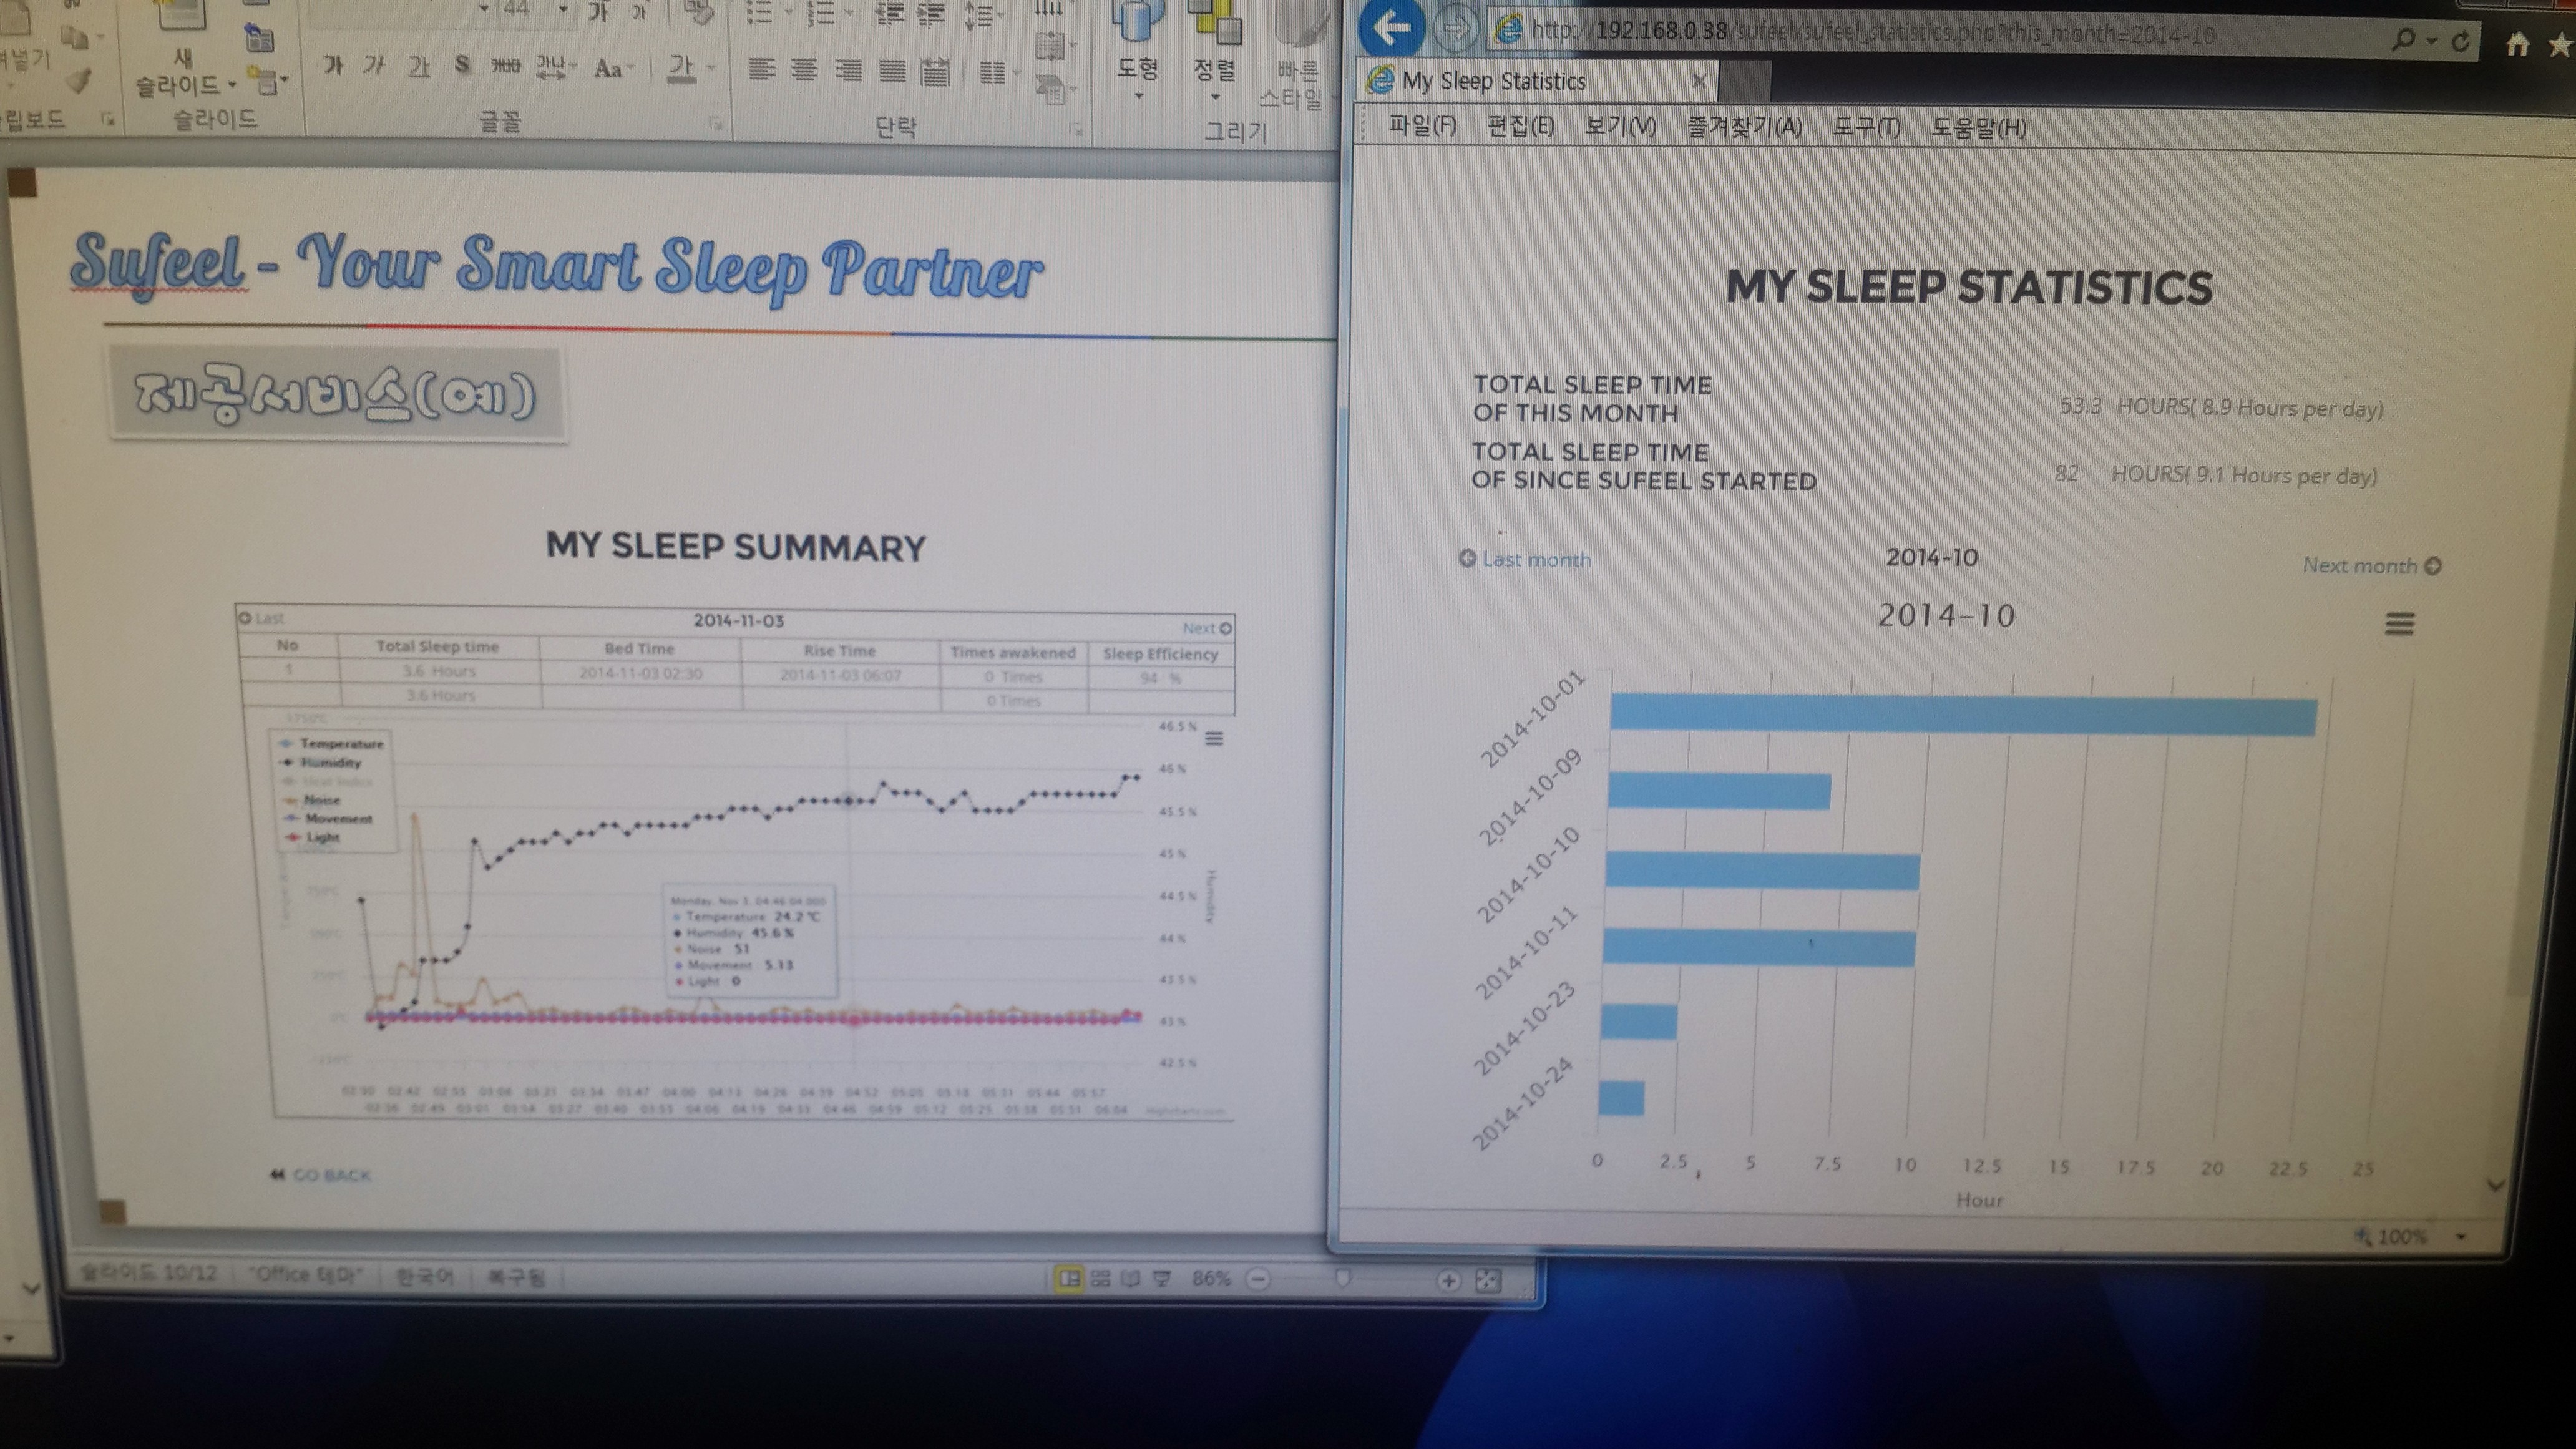 44
가 가
새
슬라이드
가 가 가 S 가나 Aa 가
슬라이드
글꼴
단락
도형
정렬
빠른
스타일
그리기
Sufeel - Your Smart Sleep Partner
제공서비스(예)
MY SLEEP SUMMARY
Last 2014-11-03 Next
No Total Sleep time Bed Time Rise Time Times awakened Sleep Efficiency
1 3.6 Hours 2014-11-03 02:30 2014-11-03 06:07 0 Times 94 %
3.6 Hours 0 Times
Temperature
Humidity
Heat Index
Noise
Movement
Light
46.5 %
46 %
45.5 %
45 %
44.5 %
44 %
43.5 %
43 %
42.5 %
Humidity
Monday, Nov 3, 04:46:04.000
Temperature: 24.2 ℃
Humidity: 45.6 %
Noise: 51
Movement: 5.13
Light: 0
GO BACK
슬라이드 10/12 "Office 테마" 한국어 복구됨 86%
http://192.168.0.38/sufeel/sufeel_statistics.php?this_month=2014-10
My Sleep Statistics
파일(F) 편집(E) 보기(V) 즐겨찾기(A) 도구(T) 도움말(H)
MY SLEEP STATISTICS
TOTAL SLEEP TIME
OF THIS MONTH 53.3 HOURS( 8.9 Hours per day)
TOTAL SLEEP TIME
OF SINCE SUFEEL STARTED 82 HOURS( 9.1 Hours per day)
Last month 2014-10 Next month
2014-10
2014-10-01
2014-10-09
2014-10-10
2014-10-11
2014-10-23
2014-10-24
0 2.5 5 7.5 10 12.5 15 17.5 20 22.5 25
Hour
100%